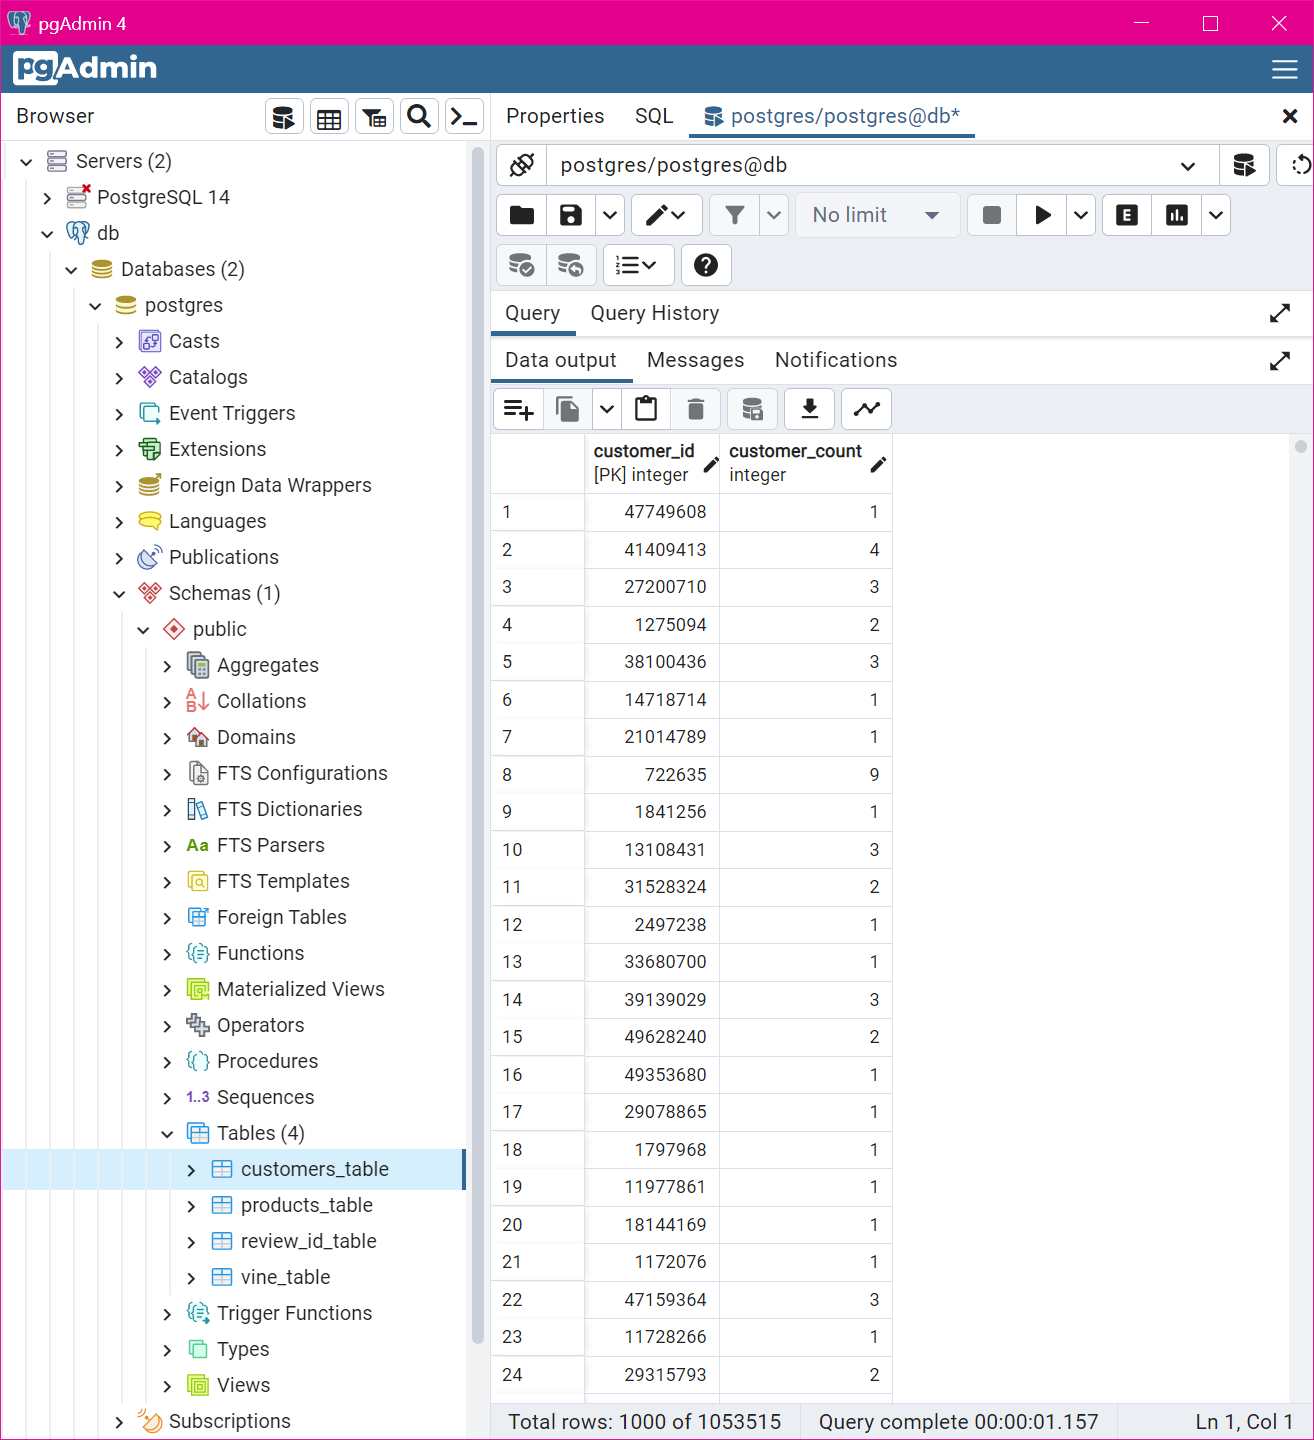 pgAdmin 4
pgAdmin
Browser
Servers (2)
PostgreSQL 14
db
Databases (2)
postgres
Casts
Catalogs
Event Triggers
Extensions
Foreign Data Wrappers
Languages
Publications
Schemas (1)
public
Aggregates
Collations
Domains
FTS Configurations
FTS Dictionaries
Aa FTS Parsers
FTS Templates
Foreign Tables
Functions
Materialized Views
Operators
Procedures
1..3 Sequences
Tables (4)
customers_table
products_table
review_id_table
vine_table
Trigger Functions
Types
Views
Subscriptions
Properties SQL postgres/postgres@db*
postgres/postgres@db
No limit
E
Query Query History
Data output Messages Notifications
customer_id customer_count
[PK] integer integer
1 47749608 1
2 41409413 4
3 27200710 3
4 1275094 2
5 38100436 3
6 14718714 1
7 21014789 1
8 722635 9
9 1841256 1
10 13108431 3
11 31528324 2
12 2497238 1
13 33680700 1
14 39139029 3
15 49628240 2
16 49353680 1
17 29078865 1
18 1797968 1
19 11977861 1
20 18144169 1
21 1172076 1
22 47159364 3
23 11728266 1
24 29315793 2
Total rows: 1000 of 1053515 Query complete 00:00:01.157 Ln 1, Col 1